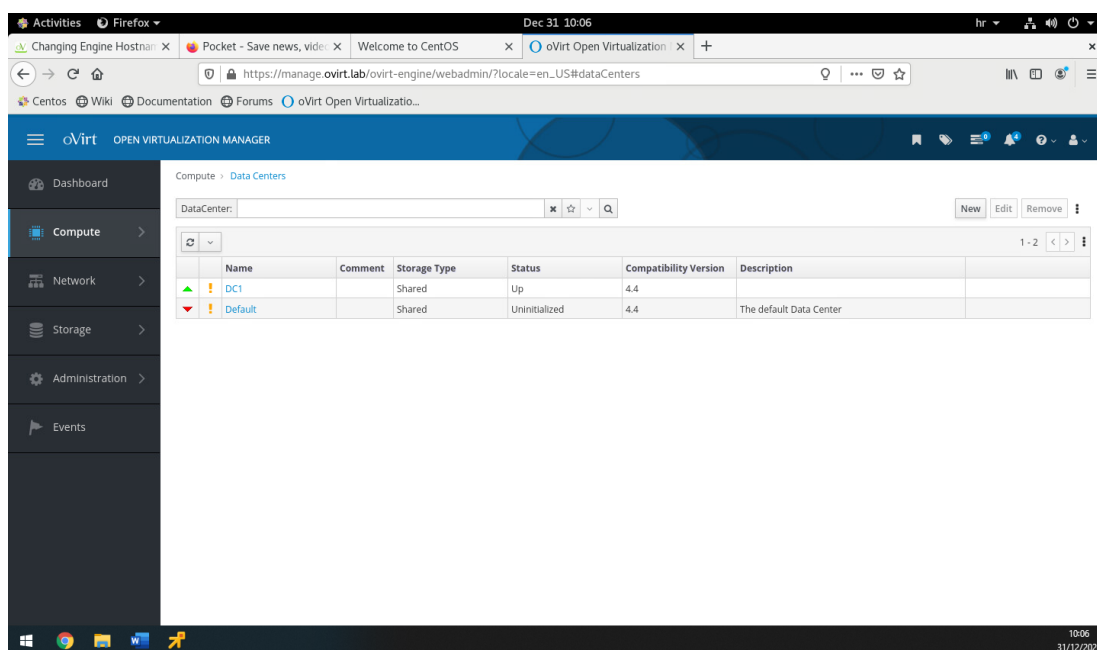 Activities Firefox Dec 31 10:06 hr
Changing Engine Hostnam Pocket - Save news, videc Welcome to CentOS oVirt Open Virtualization
https://manage.ovirt.lab/ovirt-engine/webadmin/?locale=en_US#dataCenters
Centos Wiki Documentation Forums oVirt Open Virtualizatio...
oVirt OPEN VIRTUALIZATION MANAGER
Dashboard
Compute
Network
Storage
Administration
Events
Compute > Data Centers
DataCenter:
New Edit Remove
1 - 2
Name Comment Storage Type Status Compatibility Version Description
DC1 Shared Up 4.4
Default Shared Uninitialized 4.4 The default Data Center
10:06
31/12/202